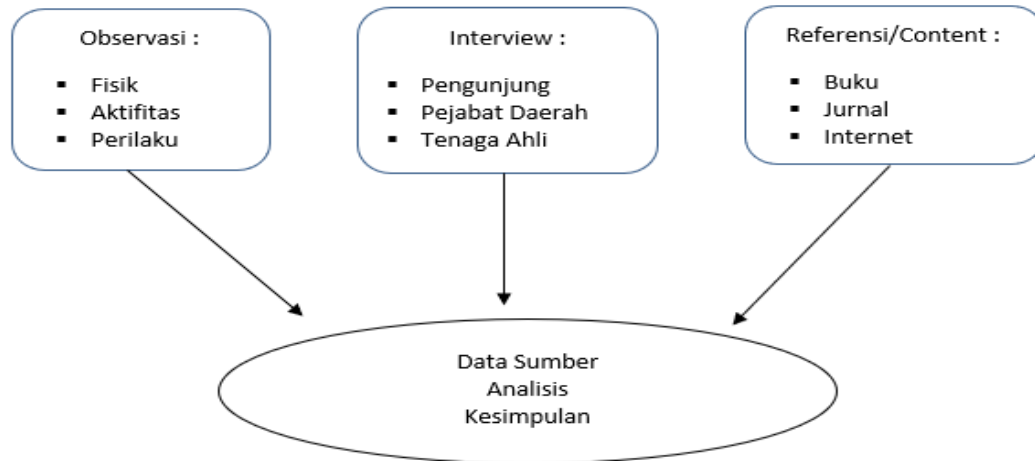 Observasi :
▪ Fisik
▪ Aktifitas
▪ Perilaku
Interview :
▪ Pengunjung
▪ Pejabat Daerah
▪ Tenaga Ahli
Referensi/Content :
▪ Buku
▪ Jurnal
▪ Internet
Data Sumber
Analisis
Kesimpulan